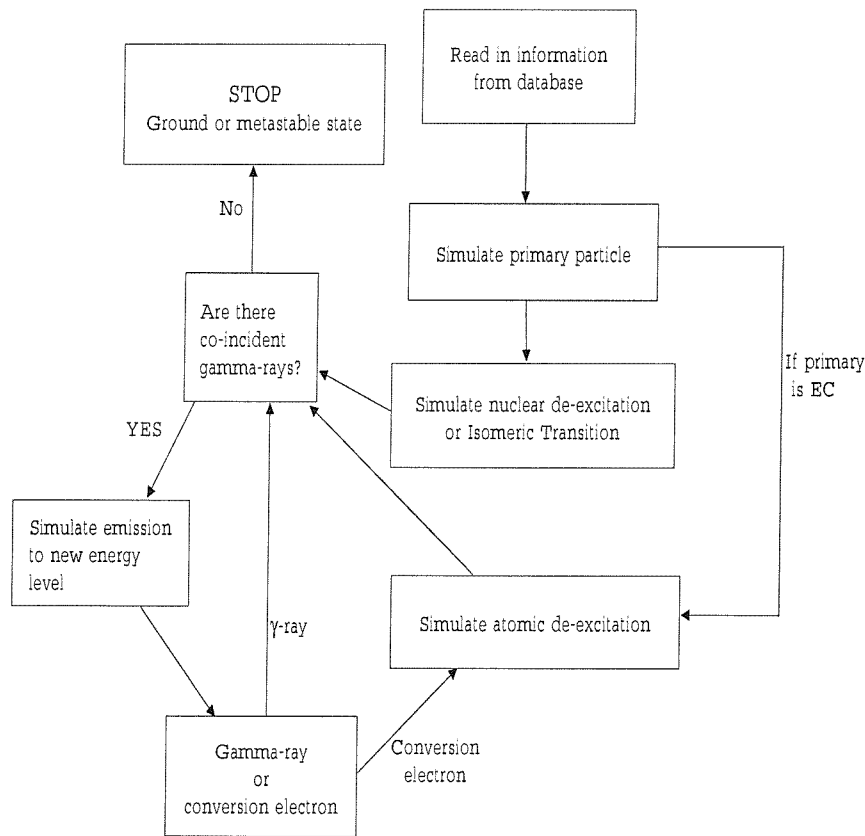 Read in information
from database
STOP
Ground or metastable state
No
Simulate primary particle
Are there
co-incident
gamma-rays?
If primary
is EC
Simulate nuclear de-excitation
or Isomeric Transition
YES
Simulate emission
to new energy
level
γ-ray
Simulate atomic de-excitation
Gamma-ray
or
conversion electron
Conversion
electron